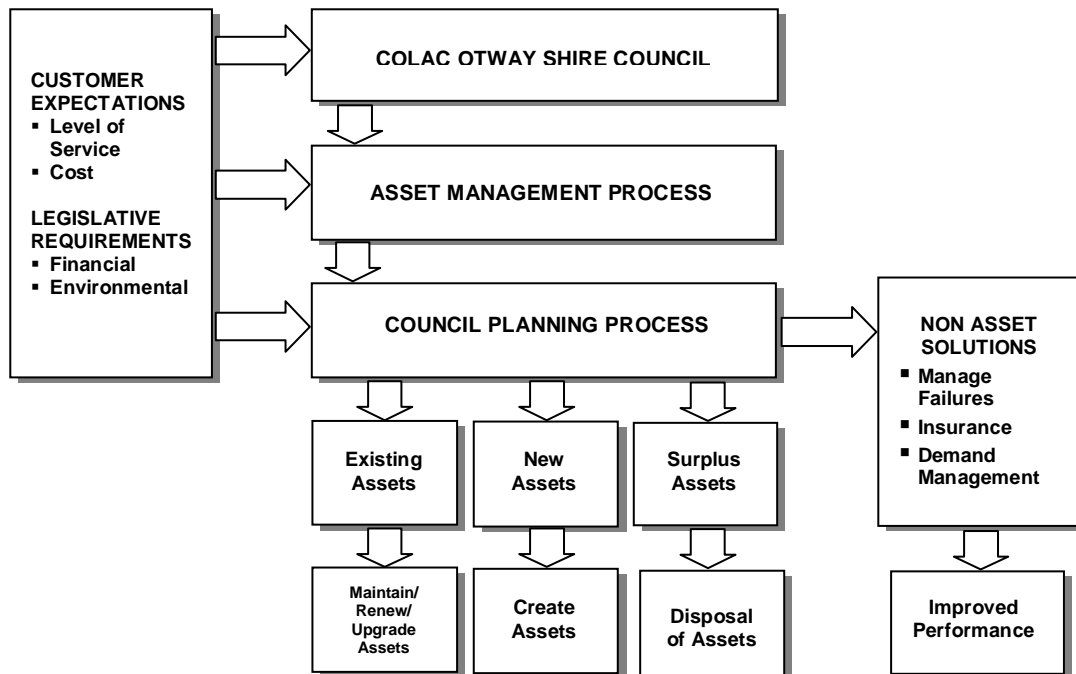 CUSTOMER
EXPECTATIONS
▪ Level of
Service
▪ Cost
LEGISLATIVE
REQUIREMENTS
▪ Financial
▪ Environmental
COLAC OTWAY SHIRE COUNCIL
ASSET MANAGEMENT PROCESS
COUNCIL PLANNING PROCESS
NON ASSET
SOLUTIONS
▪ Manage
Failures
▪ Insurance
▪ Demand
Management
Existing
Assets
New
Assets
Surplus
Assets
Maintain/
Renew/
Upgrade
Assets
Create
Assets
Disposal
of Assets
Improved
Performance